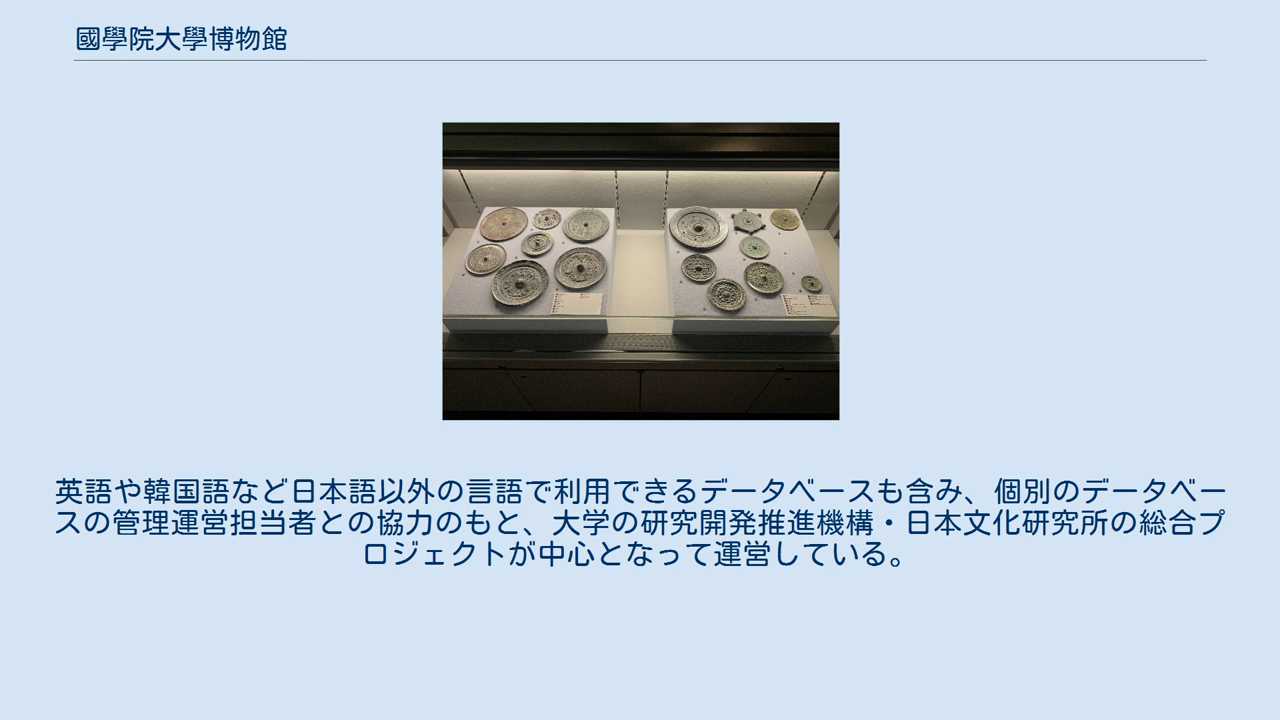 國學院大學博物館
英語や韓国語など日本語以外の言語で利用できるデータベースも含み、個別のデータベー
スの管理運営担当者との協力のもと、大学の研究開発推進機構・日本文化研究所の総合プ
ロジェクトが中心となって運営している。